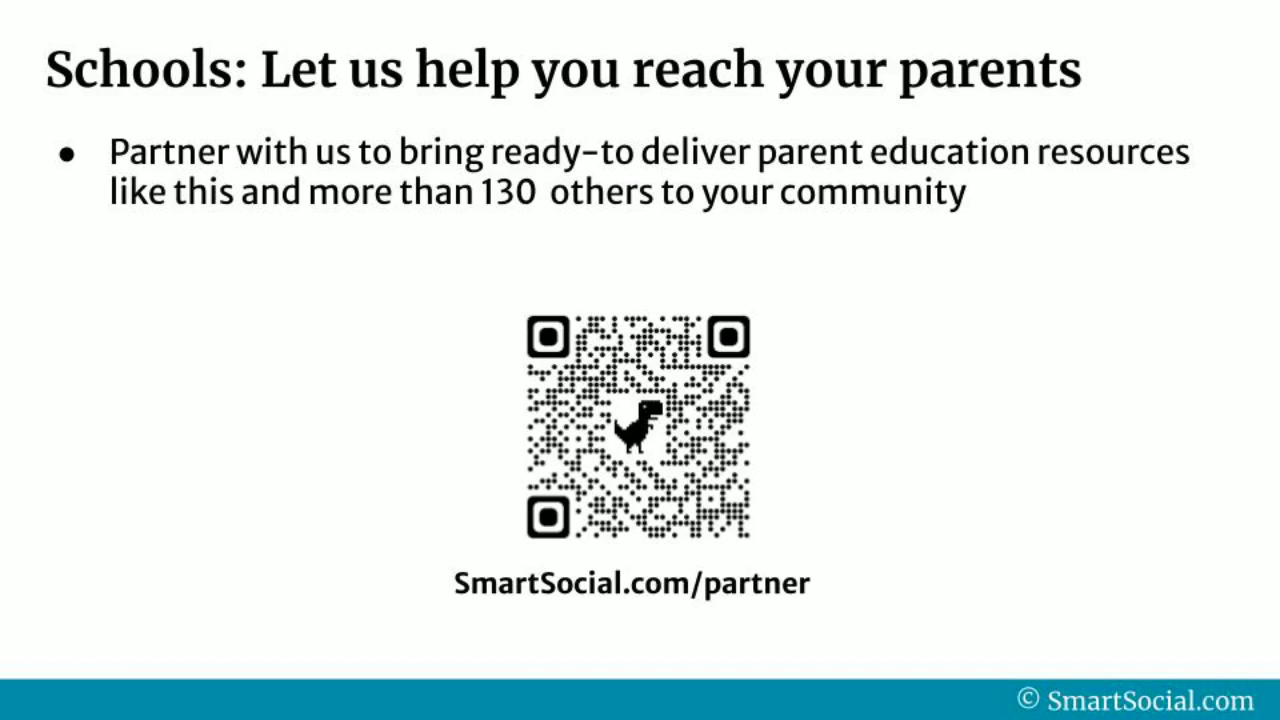 Schools: Let us help you reach your parents
● Partner with us to bring ready-to deliver parent education resources
like this and more than 130 others to your community
SmartSocial.com/partner
© SmartSocial.com